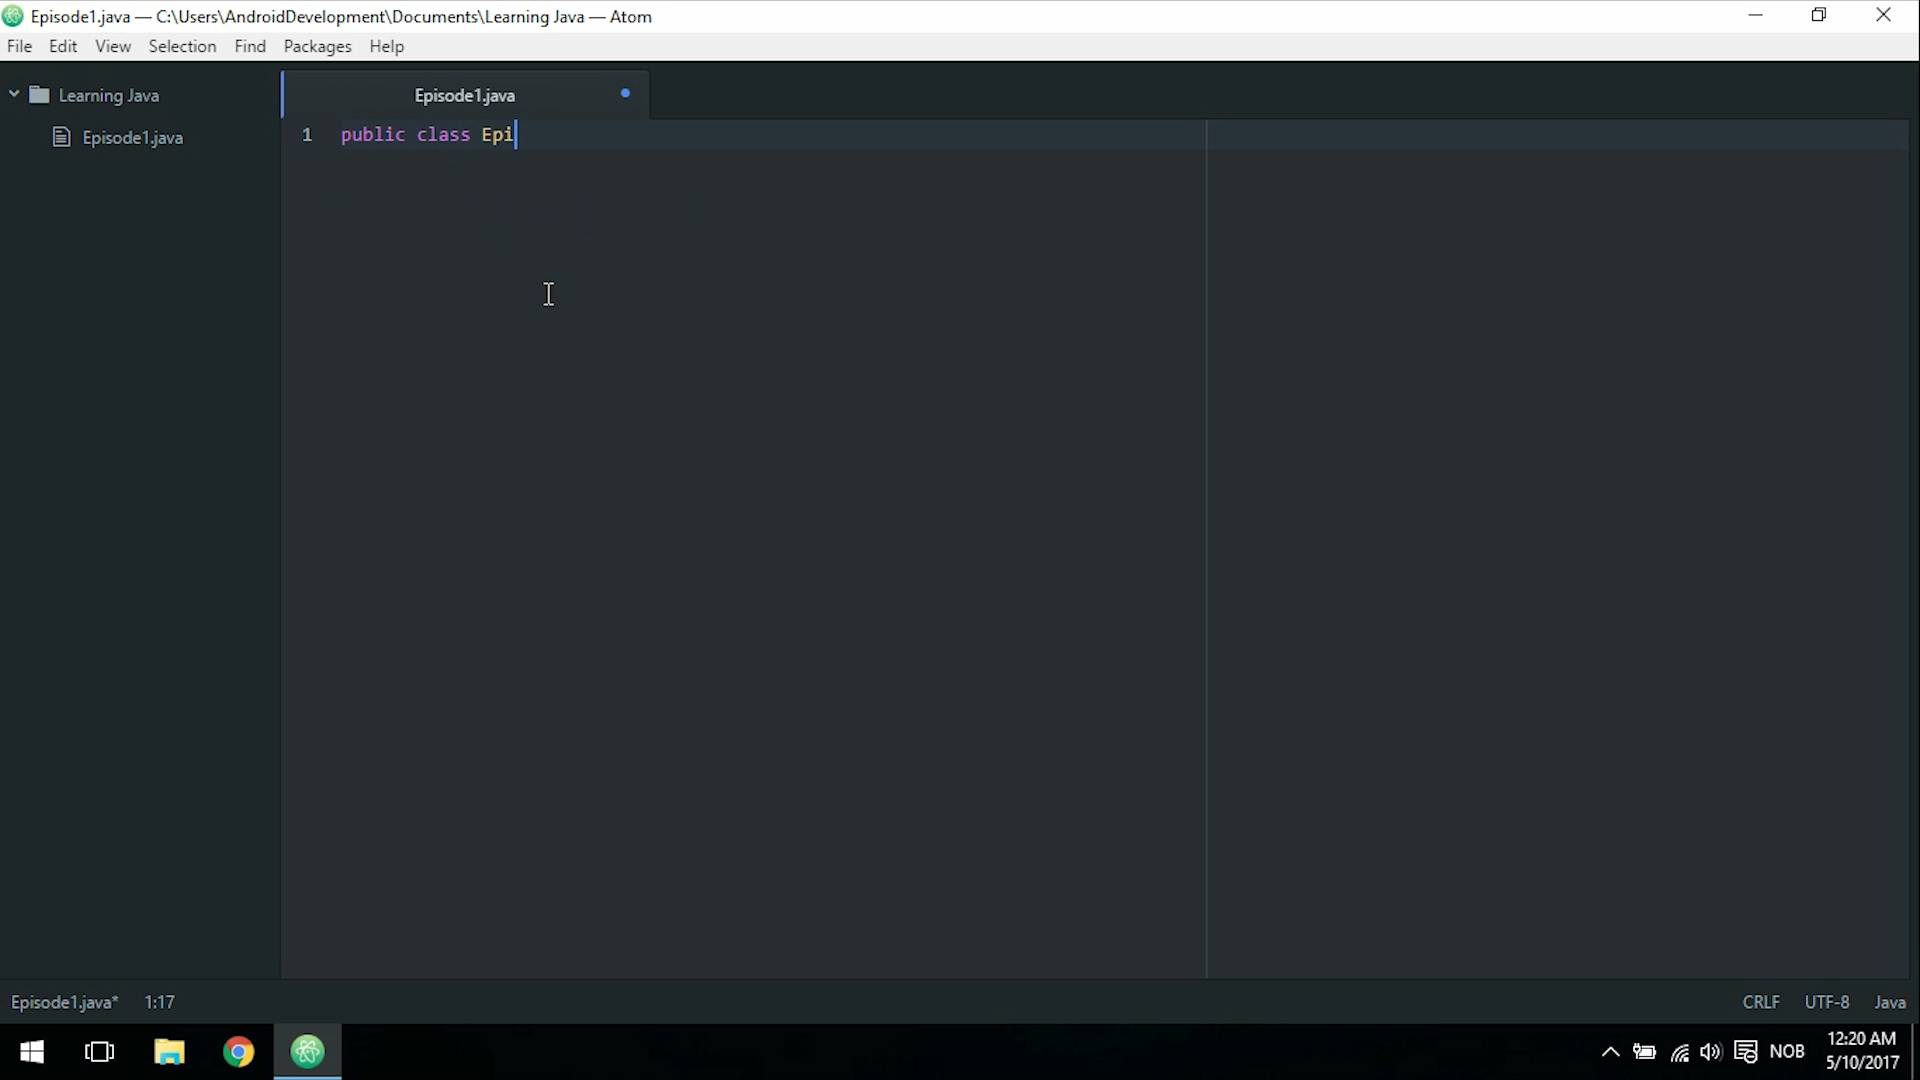 Episode1.java — C:\Users\AndroidDevelopment\Documents\Learning Java — Atom
File Edit View Selection Find Packages Help
Learning Java
Episode1.java
Episode1.java
1 public class Epi
Episode1.java* 1:17
CRLF UTF-8 Java
NOB
12:20 AM
5/10/2017